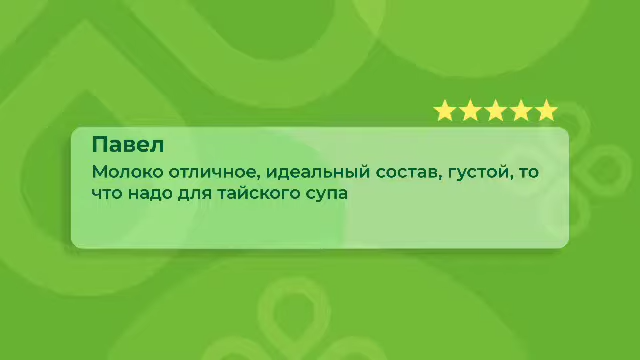 Павел
Молоко отличное, идеальный состав, густой, то
что надо для тайского супа